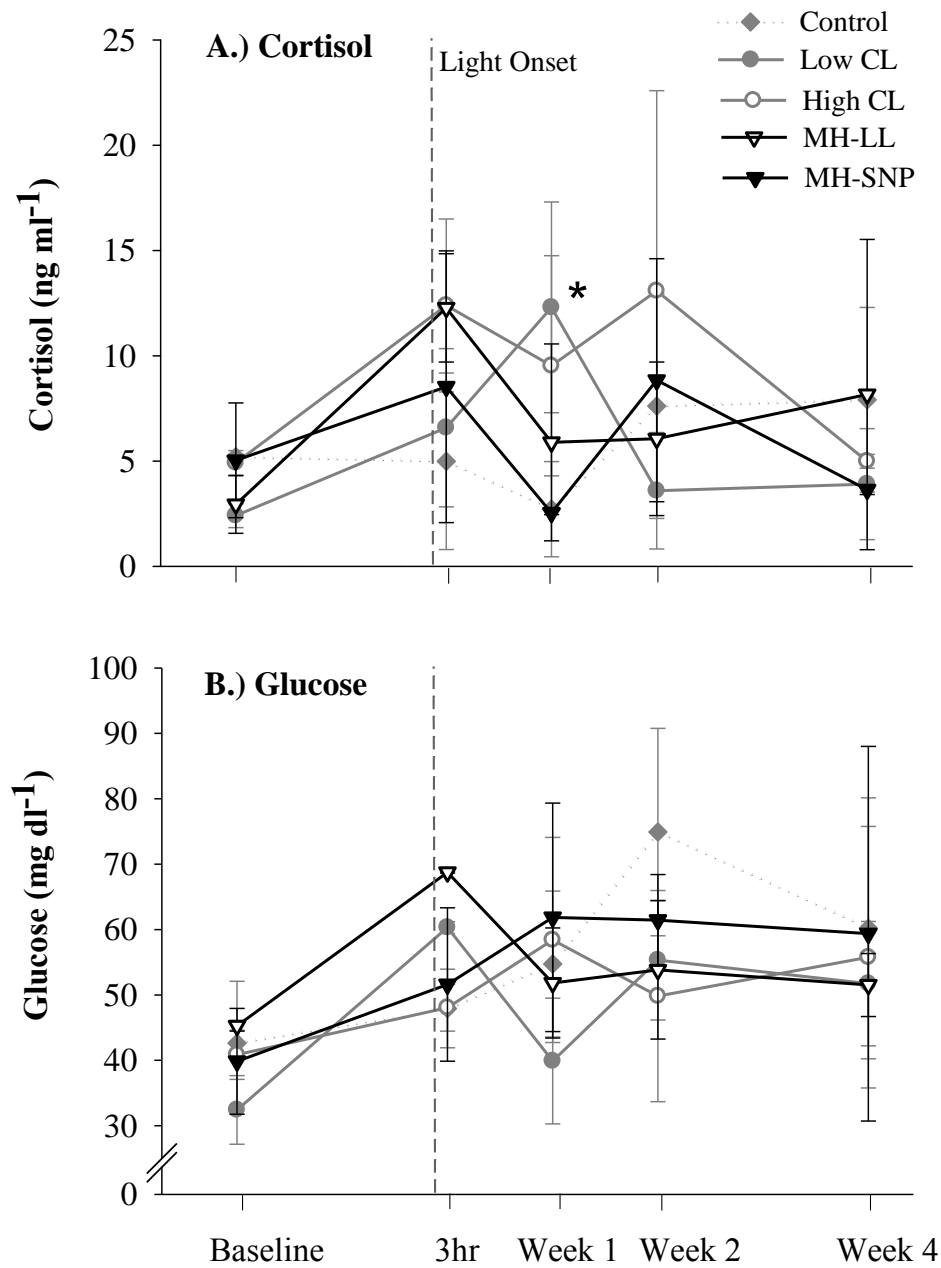 A.) Cortisol
Light Onset
Control
Low CL
High CL
MH-LL
MH-SNP
Cortisol (ng ml-1)
25
20
15
10
5
0
*
B.) Glucose
Glucose (mg dl-1)
100
90
80
70
60
50
40
30
0
Baseline 3hr Week 1 Week 2 Week 4